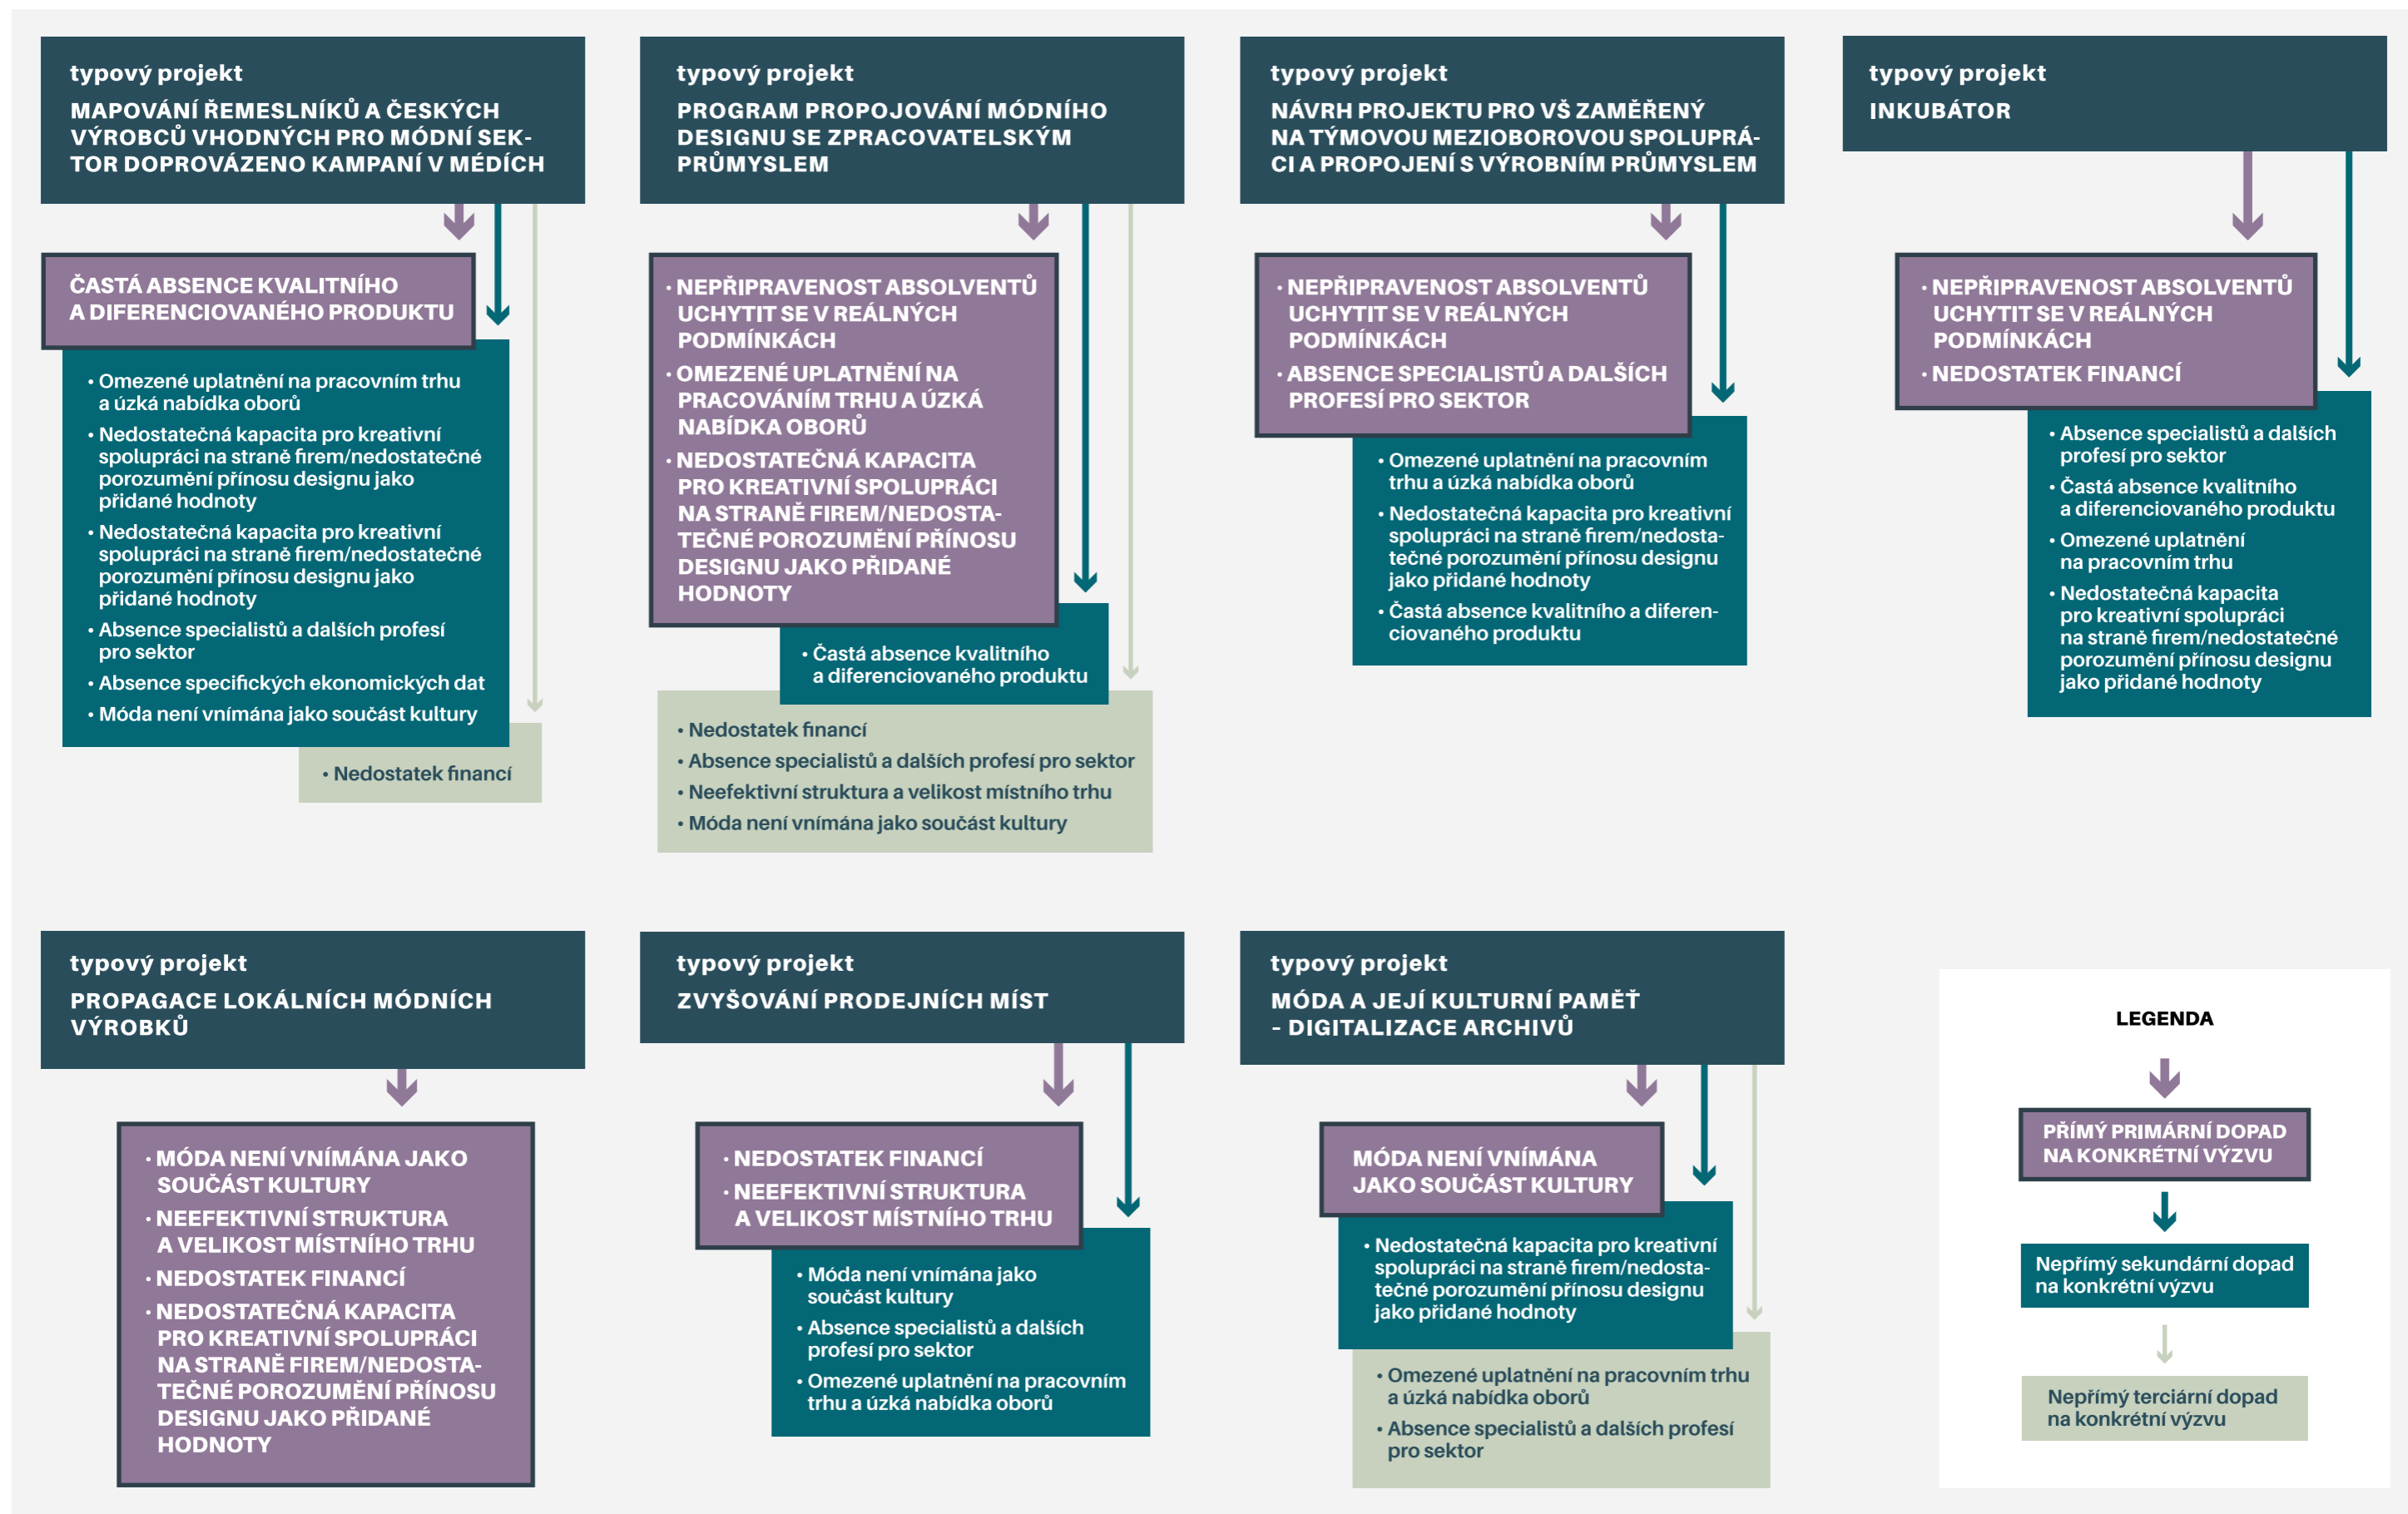 typový projekt
MAPOVÁNÍ ŘEMESLNÍKŮ A ČESKÝCH
VÝROBCŮ VHODNÝCH PRO MÓDNÍ SEK-
TOR DOPROVÁZENO KAMPANÍ V MÉDÍCH
ČASTÁ ABSENCE KVALITNÍHO
A DIFERENCIOVANÉHO PRODUKTU
• Omezené uplatnění na pracovním trhu
a úzká nabídka oborů
• Nedostatečná kapacita pro kreativní
spolupráci na straně firem/nedostatečné
porozumění přínosu designu jako
přidané hodnoty
• Nedostatečná kapacita pro kreativní
spolupráci na straně firem/nedostatečné
porozumění přínosu designu jako
přidané hodnoty
• Absence specialistů a dalších profesí
pro sektor
• Absence specifických ekonomických dat
• Móda není vnímána jako součást kultury
• Nedostatek financí
typový projekt
PROGRAM PROPOJOVÁNÍ MÓDNÍHO
DESIGNU SE ZPRACOVATELSKÝM
PRŮMYSLEM
• NEPŘIPRAVENOST ABSOLVENTŮ
UCHYTIT SE V REÁLNÝCH
PODMÍNKÁCH
• OMEZENÉ UPLATNĚNÍ NA
PRACOVÁNÍM TRHU A ÚZKÁ
NABÍDKA OBORŮ
• NEDOSTATEČNÁ KAPACITA
PRO KREATIVNÍ SPOLUPRÁCI
NA STRANĚ FIREM/NEDOSTA-
TEČNÉ POROZUMĚNÍ PŘÍNOSU
DESIGNU JAKO PŘIDANÉ
HODNOTY
• Častá absence kvalitního
a diferenciovaného produktu
• Nedostatek financí
• Absence specialistů a dalších profesí pro sektor
• Neefektivní struktura a velikost místního trhu
• Móda není vnímána jako součást kultury
typový projekt
NÁVRH PROJEKTU PRO VŠ ZAMĚŘENÝ
NA TÝMOVOU MEZIOBOROVOU SPOLUPRÁ-
CI A PROPOJENÍ S VÝROBNÍM PRŮMYSLEM
• NEPŘIPRAVENOST ABSOLVENTŮ
UCHYTIT SE V REÁLNÝCH
PODMÍNKÁCH
• ABSENCE SPECIALISTŮ A DALŠÍCH
PROFESÍ PRO SEKTOR
• Omezené uplatnění na pracovním
trhu a úzká nabídka oborů
• Nedostatečná kapacita pro kreativní
spolupráci na straně firem/nedosta-
tečné porozumění přínosu designu
jako přidané hodnoty
• Častá absence kvalitního a diferen-
ciovaného produktu
typový projekt
INKUBÁTOR
• NEPŘIPRAVENOST ABSOLVENTŮ
UCHYTIT SE V REÁLNÝCH
PODMÍNKÁCH
• NEDOSTATEK FINANCÍ
• Absence specialistů a dalších
profesí pro sektor
• Častá absence kvalitního
a diferenciovaného produktu
• Omezené uplatnění
na pracovním trhu
• Nedostatečná kapacita
pro kreativní spolupráci
na straně firem/nedostatečné
porozumění přínosu designu
jako přidané hodnoty
typový projekt
PROPAGACE LOKÁLNÍCH MÓDNÍCH
VÝROBKŮ
• MÓDA NENÍ VNÍMÁNA JAKO
SOUČÁST KULTURY
• NEEFEKTIVNÍ STRUKTURA
A VELIKOST MÍSTNÍHO TRHU
• NEDOSTATEK FINANCÍ
• NEDOSTATEČNÁ KAPACITA
PRO KREATIVNÍ SPOLUPRÁCI
NA STRANĚ FIREM/NEDOSTA-
TEČNÉ POROZUMĚNÍ PŘÍNOSU
DESIGNU JAKO PŘIDANÉ
HODNOTY
typový projekt
ZVYŠOVÁNÍ PRODEJNÍCH MÍST
• NEDOSTATEK FINANCÍ
• NEEFEKTIVNÍ STRUKTURA
A VELIKOST MÍSTNÍHO TRHU
• Móda není vnímána jako
součást kultury
• Absence specialistů a dalších
profesí pro sektor
• Omezené uplatnění na pracovním
trhu a úzká nabídka oborů
typový projekt
MÓDA A JEJÍ KULTURNÍ PAMĚŤ
– DIGITALIZACE ARCHIVŮ
MÓDA NENÍ VNÍMÁNA
JAKO SOUČÁST KULTURY
• Nedostatečná kapacita pro kreativní
spolupráci na straně firem/nedosta-
tečné porozumění přínosu designu
jako přidané hodnoty
• Omezené uplatnění na pracovním trhu
a úzká nabídka oborů
• Absence specialistů a dalších profesí
pro sektor
LEGENDA
PŘÍMÝ PRIMÁRNÍ DOPAD
NA KONKRÉTNÍ VÝZVU
Nepřímý sekundární dopad
na konkrétní výzvu
Nepřímý terciární dopad
na konkrétní výzvu